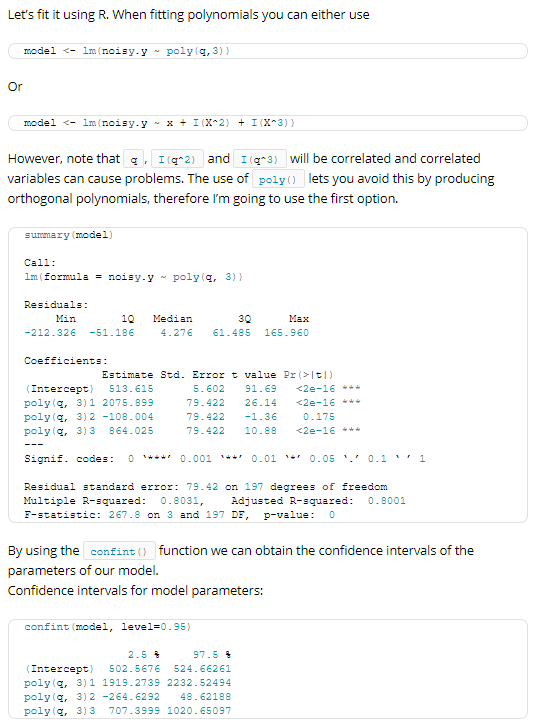 Let's fit it using R. When fitting polynomials you can either use
model <- lm(noisy.y ~ poly(q,3))
Or
model <- lm(noisy.y ~ x + I(X^2) + I(X^3))
However, note that q , I(q^2) and I(q^3) will be correlated and correlated
variables can cause problems. The use of poly() lets you avoid this by producing
orthogonal polynomials, therefore I'm going to use the first option.
summary(model)
Call:
lm(formula = noisy.y ~ poly(q, 3))
Residuals:
Min 1Q Median 3Q Max
-212.326 -51.186 4.276 61.485 165.960
Coefficients:
Estimate Std. Error t value Pr(>|t|)
(Intercept) 513.615 5.602 91.69 <2e-16 ***
poly(q, 3)1 2075.899 79.422 26.14 <2e-16 ***
poly(q, 3)2 -108.004 79.422 -1.36 0.175
poly(q, 3)3 864.025 79.422 10.88 <2e-16 ***
---
Signif. codes: 0 '***' 0.001 '**' 0.01 '*' 0.05 '.' 0.1 ' ' 1
Residual standard error: 79.42 on 197 degrees of freedom
Multiple R-squared: 0.8031, Adjusted R-squared: 0.8001
F-statistic: 267.8 on 3 and 197 DF, p-value: 0
By using the confint() function we can obtain the confidence intervals of the
parameters of our model.
Confidence intervals for model parameters:
confint(model, level=0.95)
2.5 % 97.5 %
(Intercept) 502.5676 524.66261
poly(q, 3)1 1919.2739 2232.52494
poly(q, 3)2 -264.6292 48.62188
poly(q, 3)3 707.3999 1020.65097